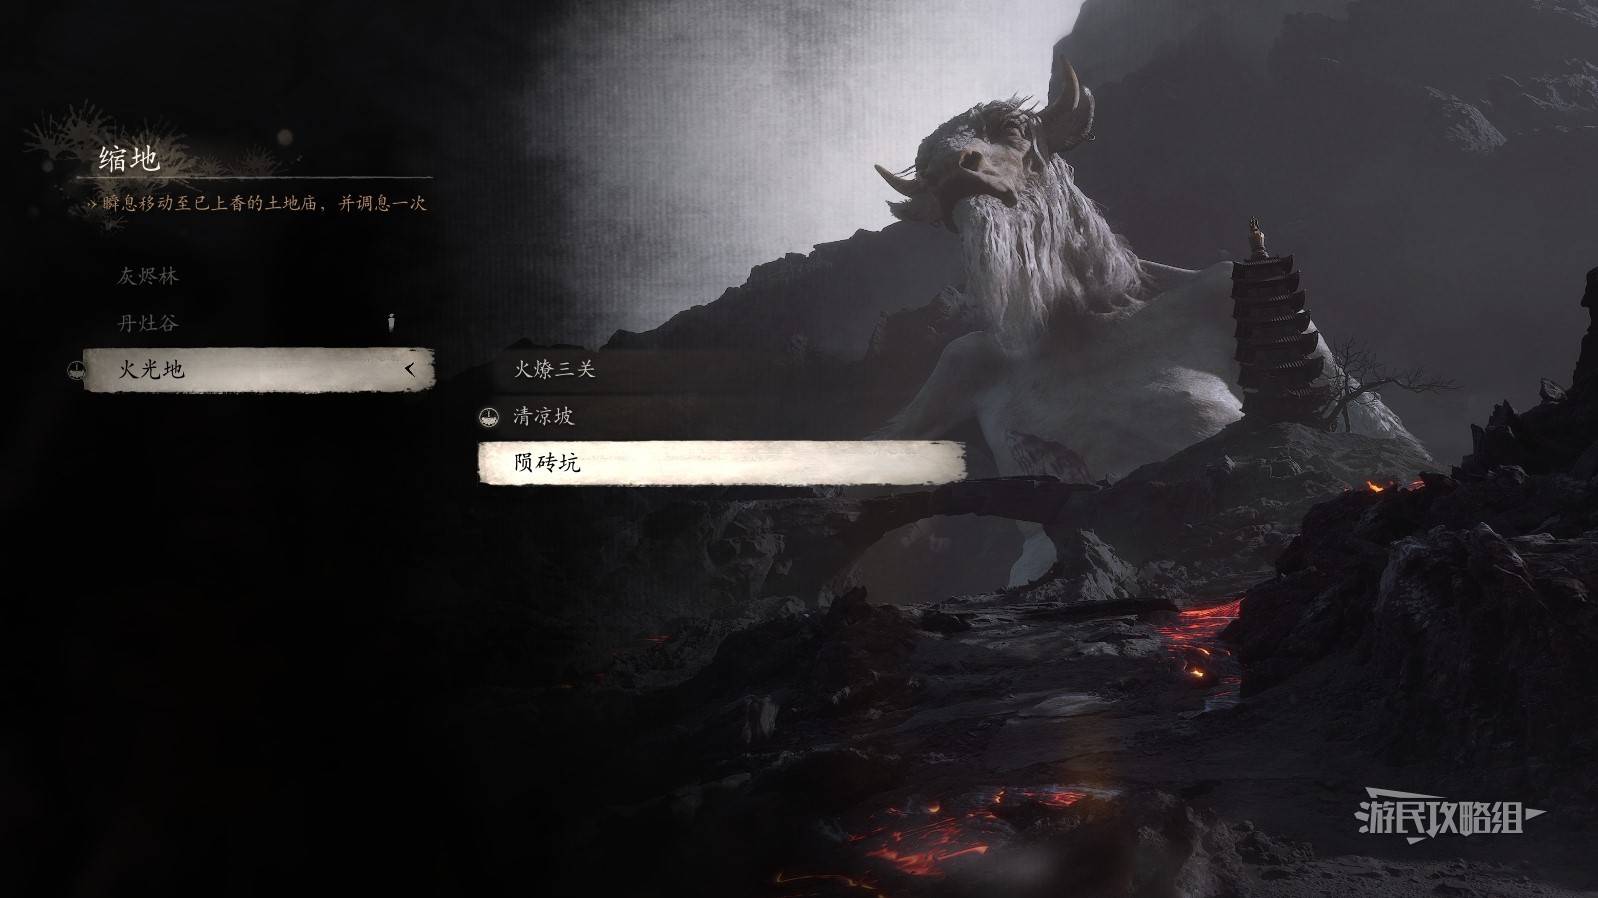 缩地
瞬息移动至已上香的土地庙，并调息一次
灰烬林
丹灶谷
火光地
火燎三关
清凉坡
陨砖坑
游民攻略组